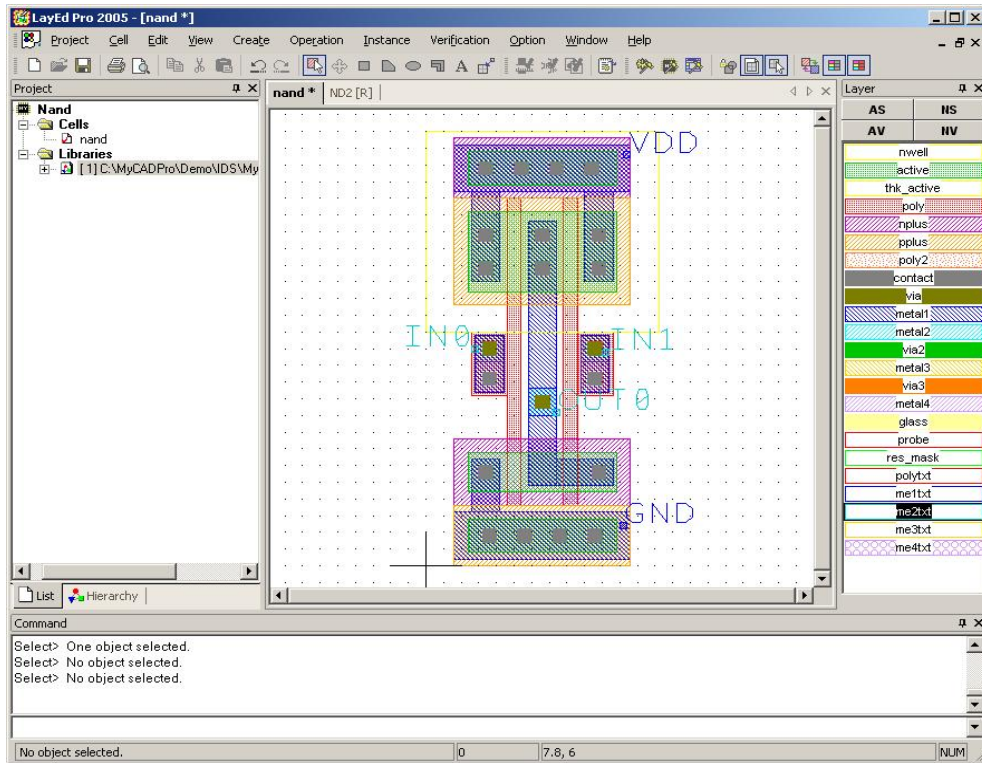 LayEd Pro 2005 - [nand *]
Project Cell Edit View Create Operation Instance Verification Option Window Help
Project
Nand
Cells
nand
Libraries
[1] C:\MyCADPro\Demo\IDS\My
List Hierarchy
nand * ND2 [R]
VDD
IN0 IN1
OUT0
GND
Layer
AS NS
AV NV
nwell
active
thk_active
poly
nplus
pplus
poly2
contact
via
metal1
metal2
via2
metal3
via3
metal4
glass
probe
res_mask
polytxt
me1txt
me2txt
me3txt
me4txt
Command
Select> One object selected.
Select> No object selected.
Select> No object selected.
No object selected. 0 7.8, 6 NUM